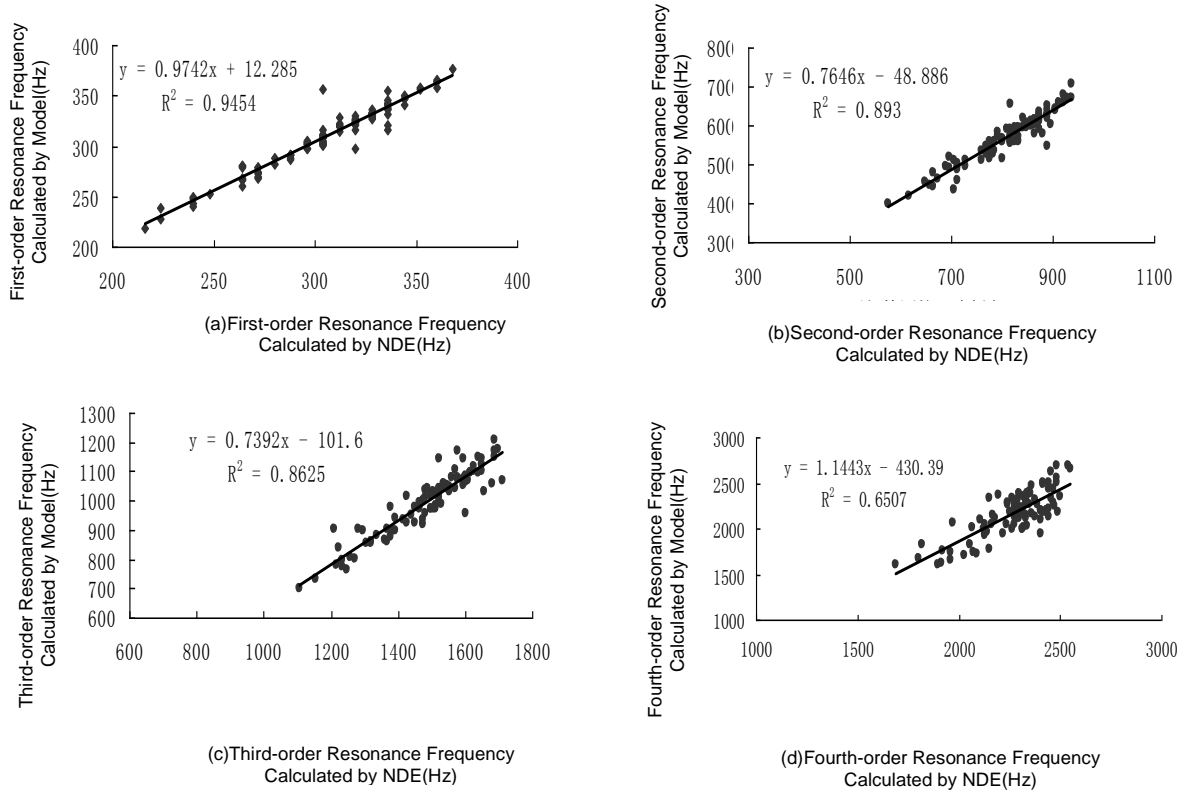 First-order Resonance Frequency
Calculated by Model(Hz)
400
350
300
250
200
y = 0.9742x + 12.285
R² = 0.9454
200 250 300 350 400
(a)First-order Resonance Frequency
Calculated by NDE(Hz)
Second-order Resonance Frequency
Calculated by Model(Hz)
800
700
600
500
400
300
y = 0.7646x - 48.886
R² = 0.893
300 500 700 900 1100
(b)Second-order Resonance Frequency
Calculated by NDE(Hz)
Third-order Resonance Frequency
Calculated by Model(Hz)
1300
1200
1100
1000
900
800
700
600
y = 0.7392x - 101.6
R² = 0.8625
600 800 1000 1200 1400 1600 1800
(c)Third-order Resonance Frequency
Calculated by NDE(Hz)
Fourth-order Resonance Frequency
Calculated by Model(Hz)
3000
2500
2000
1500
1000
y = 1.1443x - 430.39
R² = 0.6507
1000 1500 2000 2500 3000
(d)Fourth-order Resonance Frequency
Calculated by NDE(Hz)